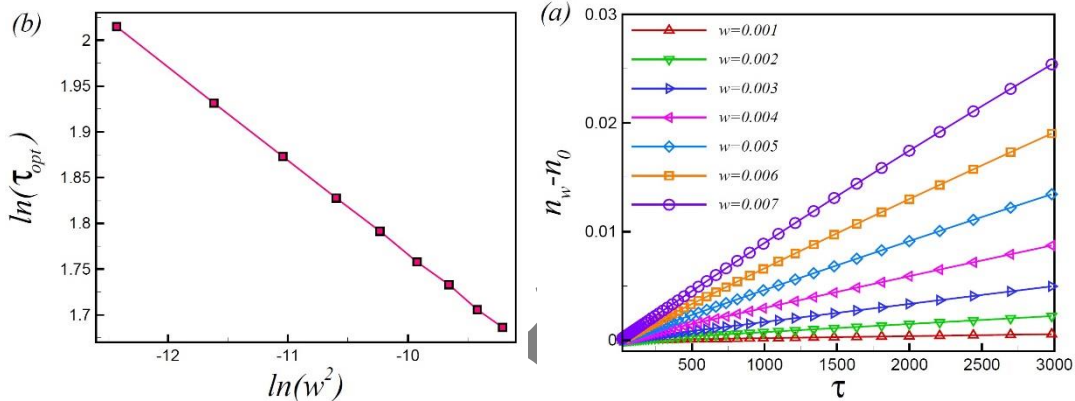 (b)
ln(τopt)
2
1.95
1.9
1.85
1.8
1.75
1.7
-12
-11
-10
ln(w²)
(a)
nw-n0
0.03
0.02
0.01
0
w=0.001
w=0.002
w=0.003
w=0.004
w=0.005
w=0.006
w=0.007
500
1000
1500
2000
2500
3000
τ